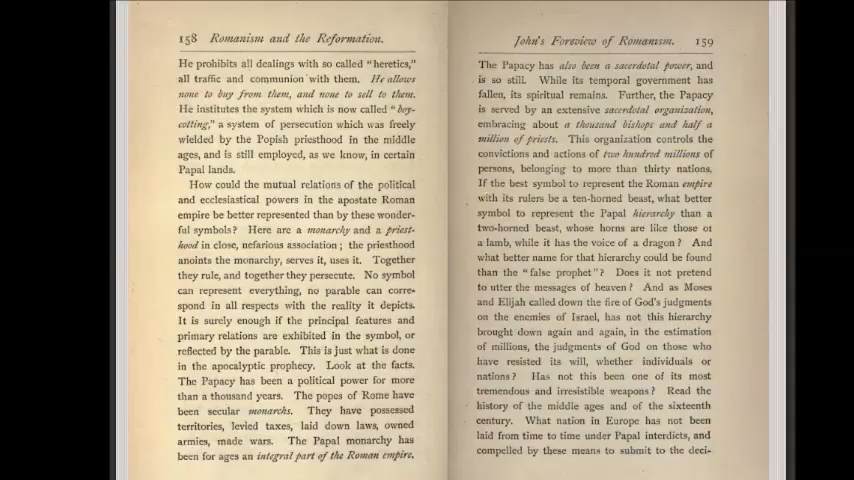 158 Romanism and the Reformation.
He prohibits all dealings with so called "heretics,"
all traffic and communion with them. He allows
none to buy from them, and none to sell to them.
He institutes the system which is now called "boy-
cotting," a system of persecution which was freely
wielded by the Popish priesthood in the middle
ages, and is still employed, as we know, in certain
Papal lands.
How could the mutual relations of the political
and ecclesiastical powers in the apostate Roman
empire be better represented than by these wonder-
ful symbols? Here are a monarchy and a priest-
hood in close, nefarious association; the priesthood
anoints the monarchy, serves it, uses it. Together
they rule, and together they persecute. No symbol
can represent everything, no parable can corre-
spond in all respects with the reality it depicts.
It is surely enough if the principal features and
primary relations are exhibited in the symbol, or
reflected by the parable. This is just what is done
in the apocalyptic prophecy. Look at the facts.
The Papacy has been a political power for more
than a thousand years. The popes of Rome have
been secular monarchs. They have possessed
territories, levied taxes, laid down laws, owned
armies, made wars. The Papal monarchy has
been for ages an integral part of the Roman empire.
John's Foreview of Romanism. 159
The Papacy has also been a sacerdotal power, and
is so still. While its temporal government has
fallen, its spiritual remains. Further, the Papacy
is served by an extensive sacerdotal organization,
embracing about a thousand bishops and half a
million of priests. This organization controls the
convictions and actions of two hundred millions of
persons, belonging to more than thirty nations.
If the best symbol to represent the Roman empire
with its rulers be a ten-horned beast, what better
symbol to represent the Papal hierarchy than a
two-horned beast, whose horns are like those of
a lamb, while it has the voice of a dragon? And
what better name for that hierarchy could be found
than the "false prophet"? Does it not pretend
to utter the messages of heaven? And as Moses
and Elijah called down the fire of God's judgments
on the enemies of Israel, has not this hierarchy
brought down again and again, in the estimation
of millions, the judgments of God on those who
have resisted its will, whether individuals or
nations? Has not this been one of its most
tremendous and irresistible weapons? Read the
history of the middle ages and of the sixteenth
century. What nation in Europe has not been
laid from time to time under Papal interdicts, and
compelled by these means to submit to the deci-